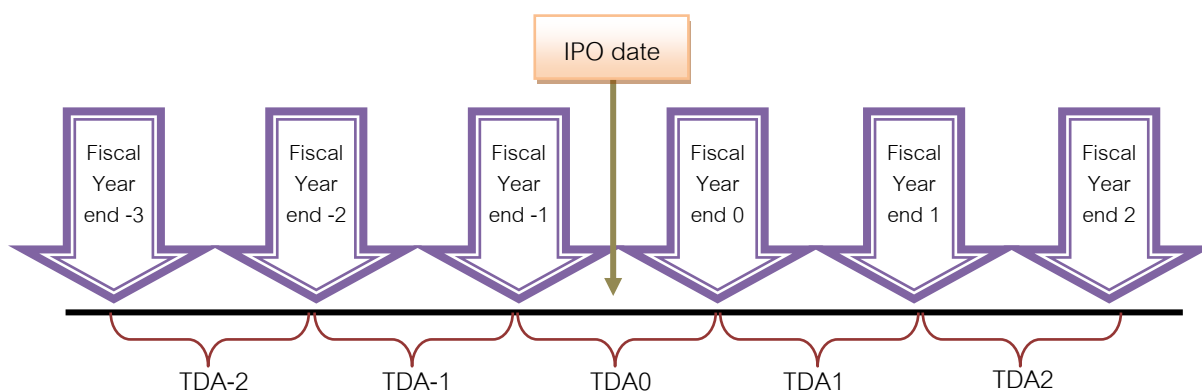 IPO date
Fiscal
Year
end -3
Fiscal
Year
end -2
Fiscal
Year
end -1
Fiscal
Year
end 0
Fiscal
Year
end 1
Fiscal
Year
end 2
TDA-2
TDA-1
TDA0
TDA1
TDA2